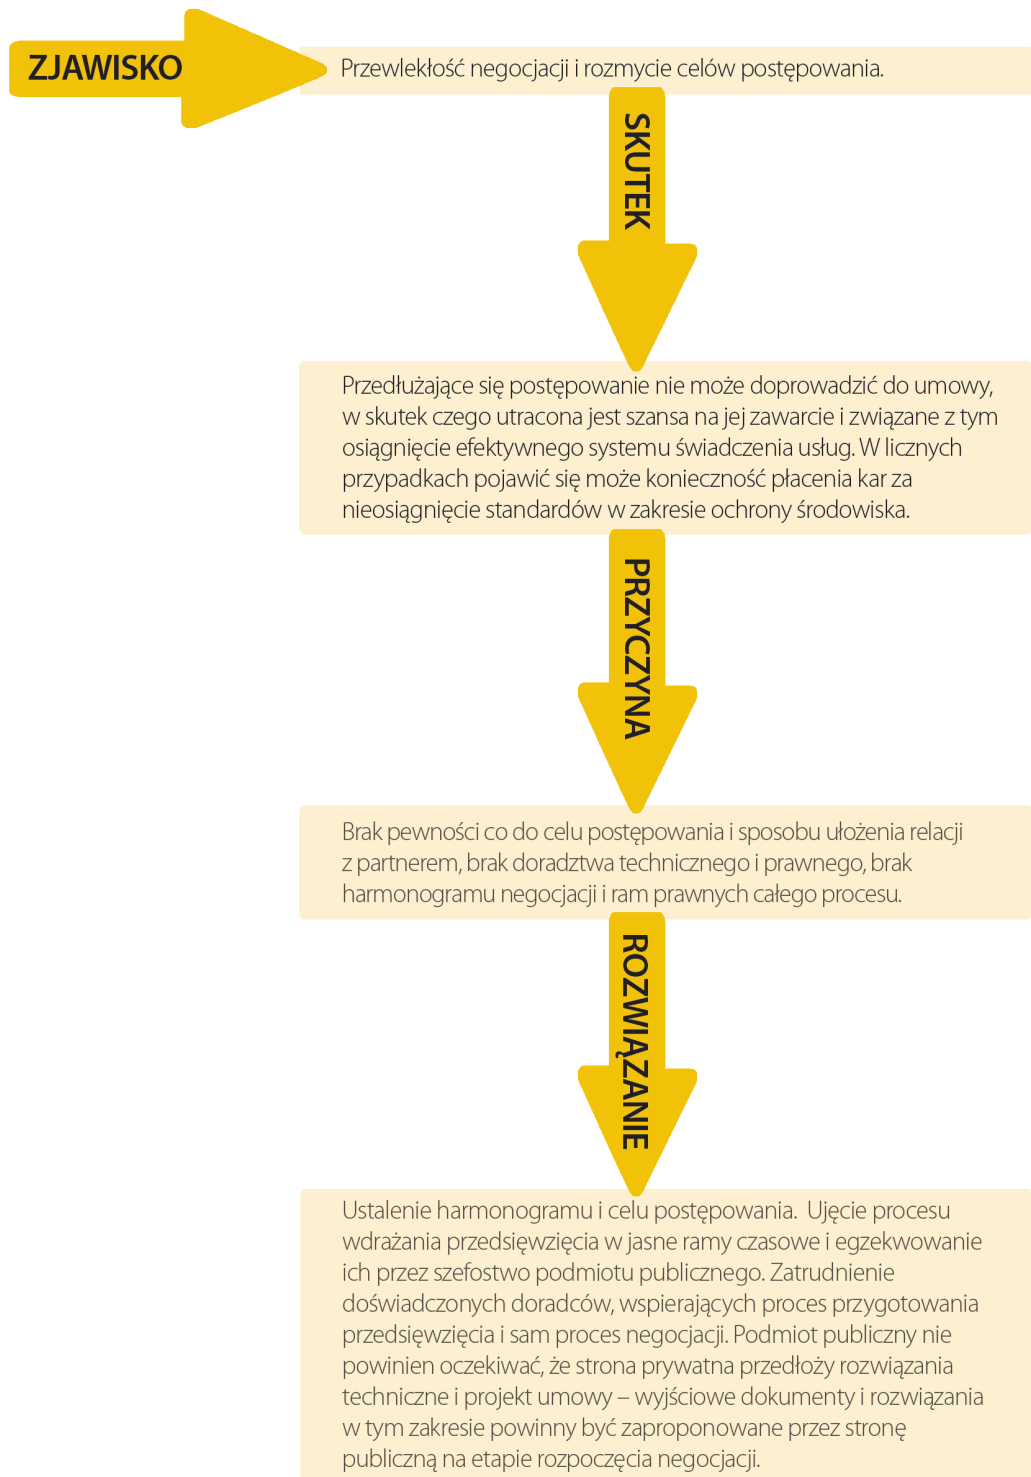 ZJAWISKO
Przewlekłość negocjacji i rozmycie celów postępowania.
SKUTEK
Przedłużające się postępowanie nie może doprowadzić do umowy,
w skutek czego utracona jest szansa na jej zawarcie i związane z tym
osiągnięcie efektywnego systemu świadczenia usług. W licznych
przypadkach pojawić się może konieczność płacenia kar za
nieosiągnięcie standardów w zakresie ochrony środowiska.
PRZYCZYNA
Brak pewności co do celu postępowania i sposobu ułożenia relacji
z partnerem, brak doradztwa technicznego i prawnego, brak
harmonogramu negocjacji i ram prawnych całego procesu.
ROZWIĄZANIE
Ustalenie harmonogramu i celu postępowania. Ujęcie procesu
wdrażania przedsięwzięcia w jasne ramy czasowe i egzekwowanie
ich przez szefostwo podmiotu publicznego. Zatrudnienie
doświadczonych doradców, wspierających proces przygotowania
przedsięwzięcia i sam proces negocjacji. Podmiot publiczny nie
powinien oczekiwać, że strona prywatna przedłoży rozwiązania
techniczne i projekt umowy – wyjściowe dokumenty i rozwiązania
w tym zakresie powinny być zaproponowane przez stronę
publiczną na etapie rozpoczęcia negocjacji.